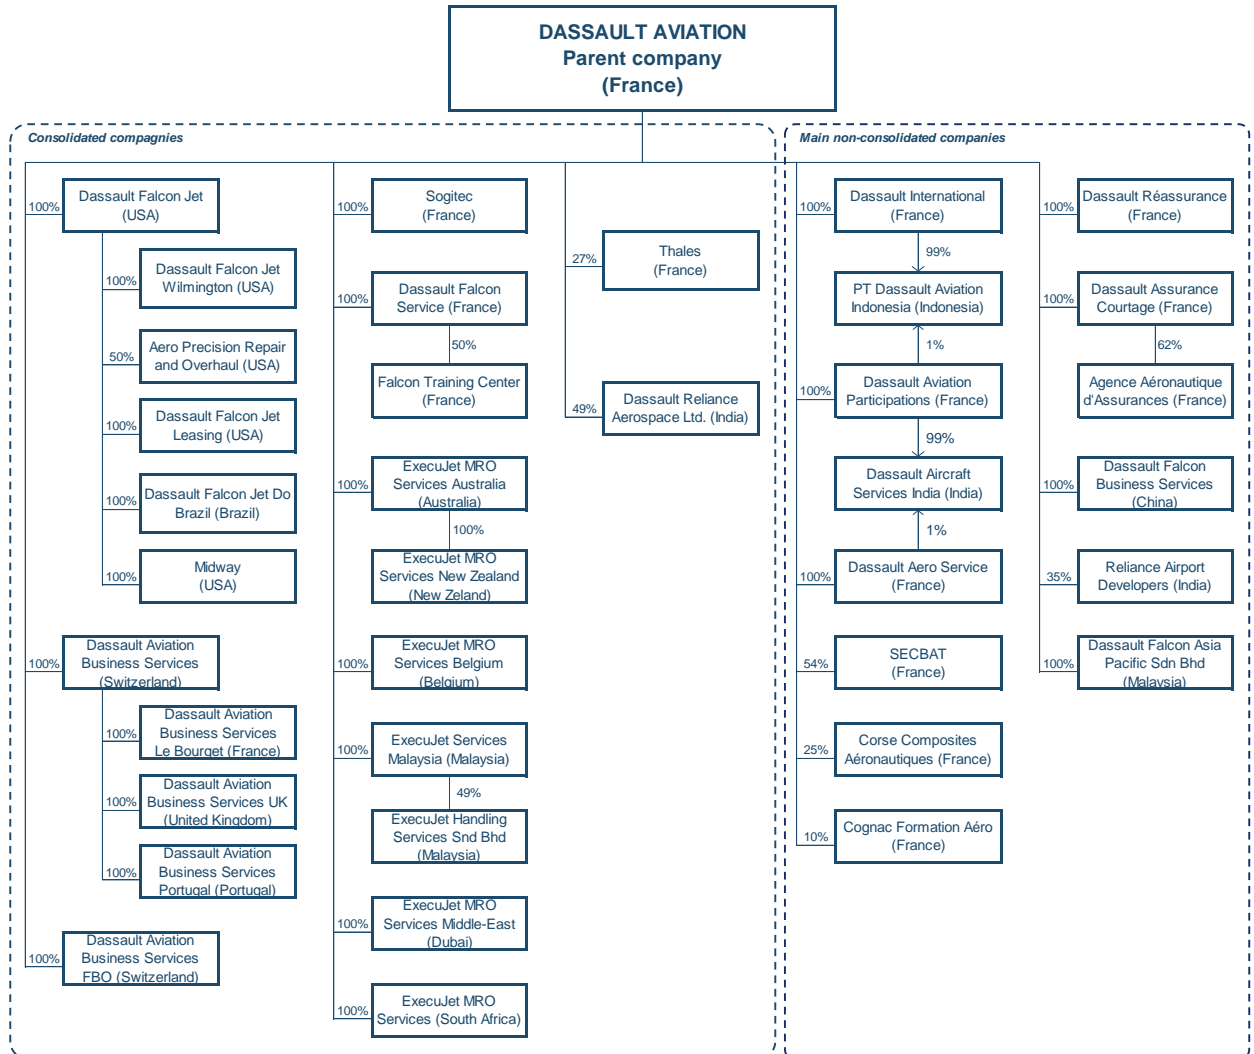 DASSAULT AVIATION
Parent company
(France)
Consolidated compagnies
100%
Dassault Falcon Jet
(USA)
100%
Dassault Falcon Jet
Wilmington (USA)
50%
Aero Precision Repair
and Overhaul (USA)
100%
Dassault Falcon Jet
Leasing (USA)
100%
Dassault Falcon Jet Do
Brazil (Brazil)
100%
Midway
(USA)
100%
Dassault Aviation
Business Services
(Switzerland)
100%
Dassault Aviation
Business Services
Le Bourget (France)
100%
Dassault Aviation
Business Services UK
(United Kingdom)
100%
Dassault Aviation
Business Services
Portugal (Portugal)
100%
Dassault Aviation
Business Services
FBO (Switzerland)
100%
Sogitec
(France)
100%
Dassault Falcon
Service (France)
50%
Falcon Training Center
(France)
100%
ExecuJet MRO
Services Australia
(Australia)
100%
ExecuJet MRO
Services New Zealand
(New Zeland)
100%
ExecuJet MRO
Services Belgium
(Belgium)
100%
ExecuJet Services
Malaysia (Malaysia)
49%
ExecuJet Handling
Services Snd Bhd
(Malaysia)
100%
ExecuJet MRO
Services Middle-East
(Dubai)
100%
ExecuJet MRO
Services (South Africa)
27%
Thales
(France)
49%
Dassault Reliance
Aerospace Ltd. (India)
Main non-consolidated companies
100%
Dassault International
(France)
99%
PT Dassault Aviation
Indonesia (Indonesia)
1%
100%
Dassault Aviation
Participations (France)
99%
Dassault Aircraft
Services India (India)
1%
100%
Dassault Aero Service
(France)
54%
SECBAT
(France)
25%
Corse Composites
Aéronautiques (France)
10%
Cognac Formation Aéro
(France)
100%
Dassault Réassurance
(France)
100%
Dassault Assurance
Courtage (France)
62%
Agence Aéronautique
d'Assurances (France)
100%
Dassault Falcon
Business Services
(China)
35%
Reliance Airport
Developers (India)
100%
Dassault Falcon Asia
Pacific Sdn Bhd
(Malaysia)